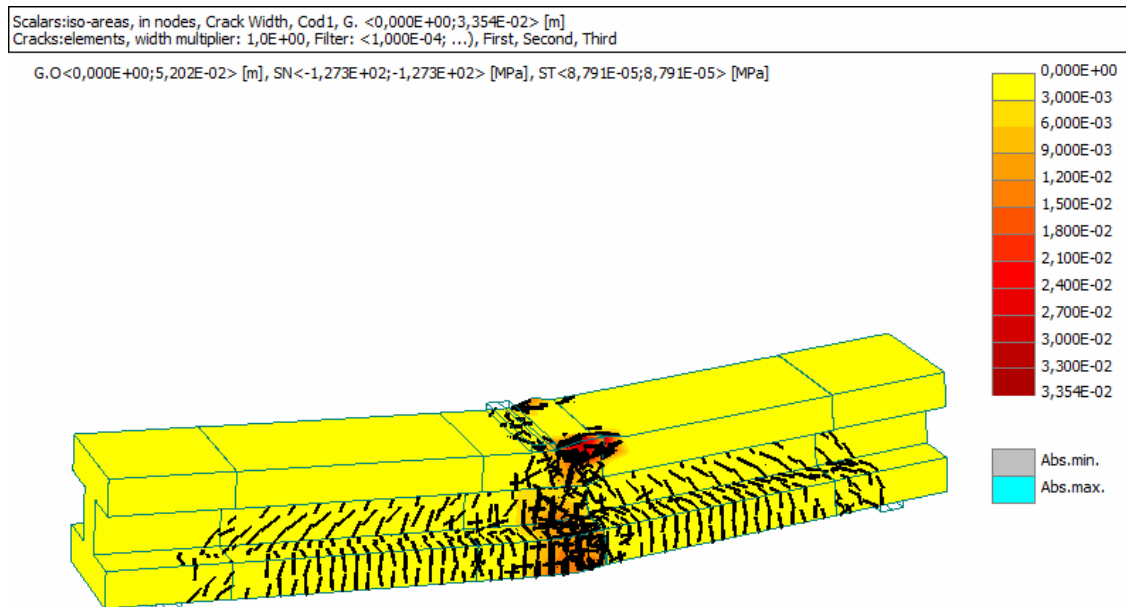 Scalars:iso-areas, in nodes, Crack Width, Cod1, G. <0,000E+00;3,354E-02> [m]
Cracks:elements, width multiplier: 1,0E+00, Filter: <1,000E-04; ...), First, Second, Third
G.O<0,000E+00;5,202E-02> [m], SN<-1,273E+02;-1,273E+02> [MPa], ST<8,791E-05;8,791E-05> [MPa]
0,000E+00
3,000E-03
6,000E-03
9,000E-03
1,200E-02
1,500E-02
1,800E-02
2,100E-02
2,400E-02
2,700E-02
3,000E-02
3,300E-02
3,354E-02
Abs.min.
Abs.max.